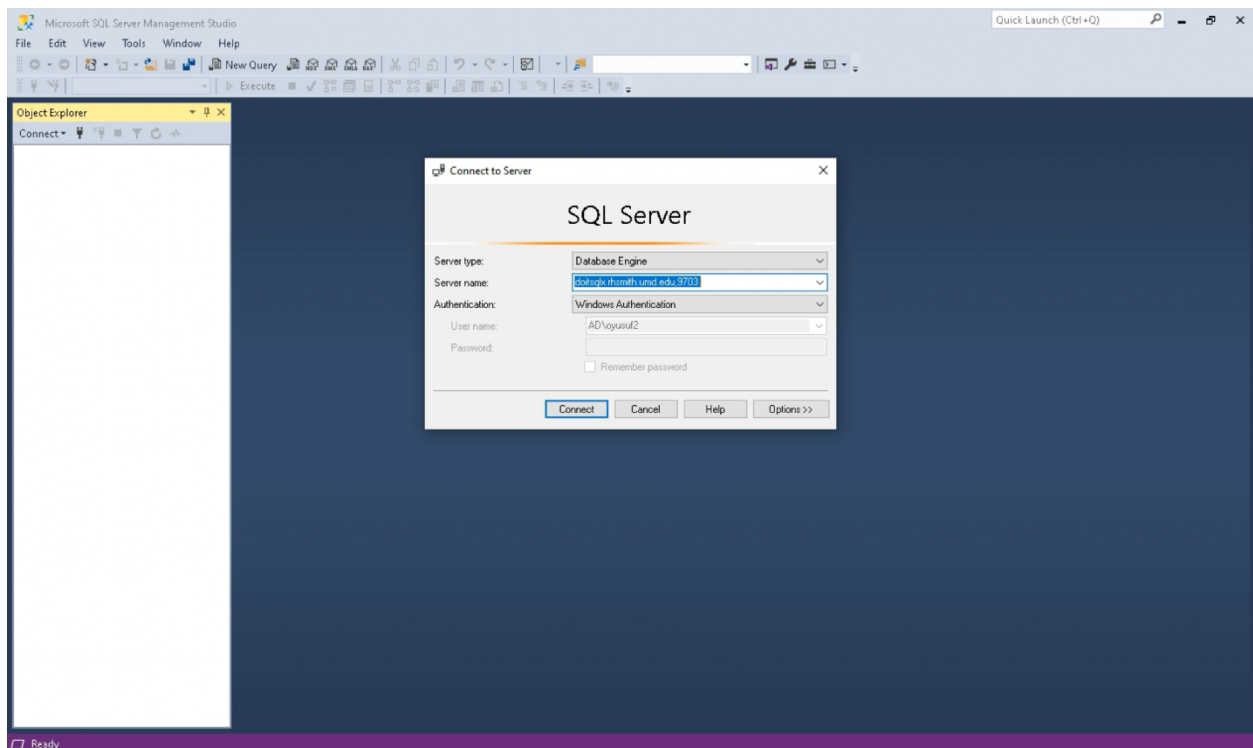 Microsoft SQL Server Management Studio
Quick Launch (Ctrl+Q)
File Edit View Tools Window Help
New Query
Execute
Object Explorer
Connect
Connect to Server
SQL Server
Server type: Database Engine
Server name: doitsqlx.rhsmith.umd.edu,9703
Authentication: Windows Authentication
User name: AD\oyusuf2
Password:
Remember password
Connect Cancel Help Options >>
Ready